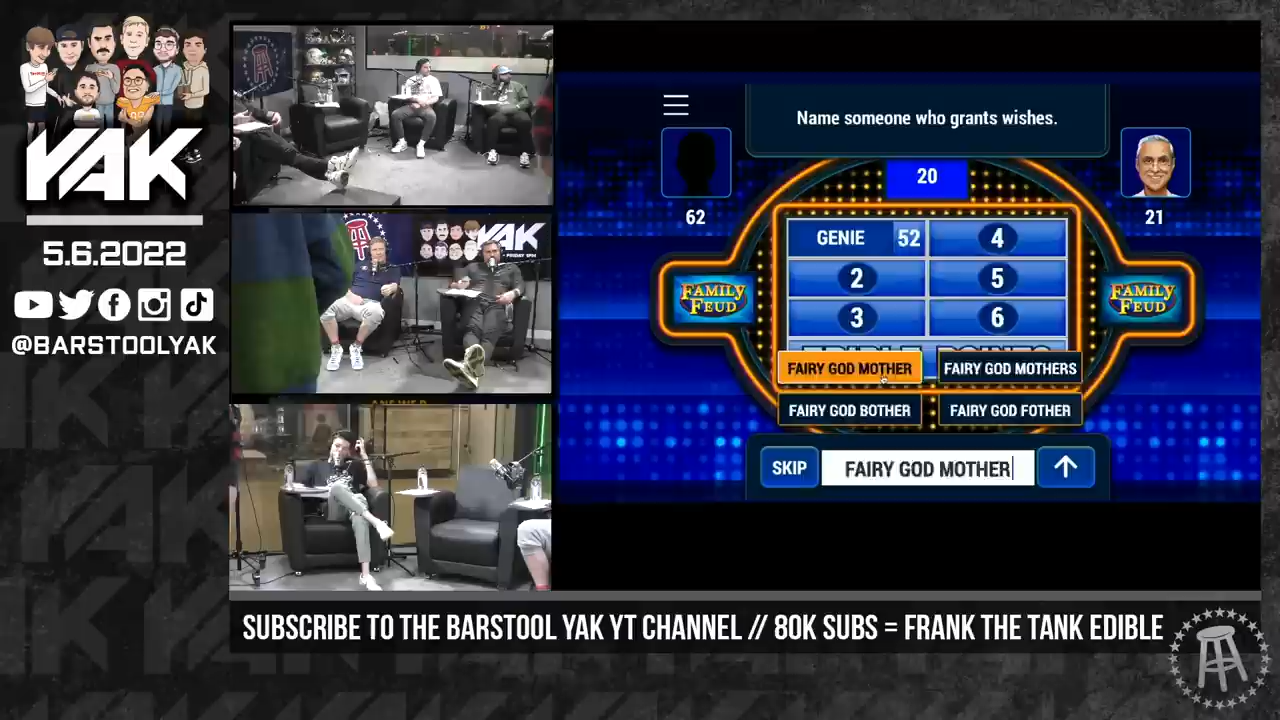 YAK
5.6.2022
@BARSTOOLYAK
YAK
Name someone who grants wishes.
20
62
21
GENIE 52
4
2
5
3
6
FAMILY
FEUD
FAMILY
FEUD
FAIRY GOD MOTHER
FAIRY GOD MOTHERS
FAIRY GOD BOTHER
FAIRY GOD FOTHER
SKIP
FAIRY GOD MOTHER
SUBSCRIBE TO THE BARSTOOL YAK YT CHANNEL // 80K SUBS = FRANK THE TANK EDIBLE